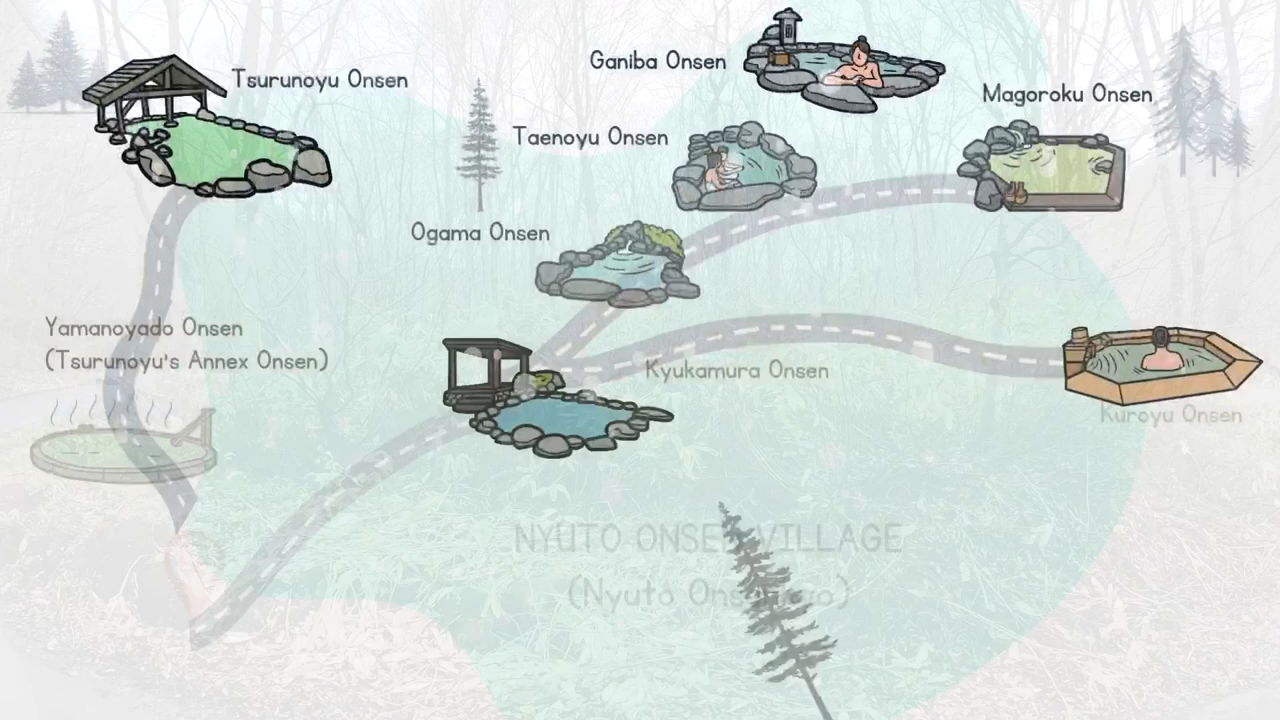 Ganiba Onsen
Tsurunoyu Onsen
Magoroku Onsen
Taenoyu Onsen
Ogama Onsen
Yamanoyado Onsen
(Tsurunoyu's Annex Onsen)
Kyukamura Onsen
Kuroyu Onsen
NYUTO ONSEN VILLAGE
(Nyuto